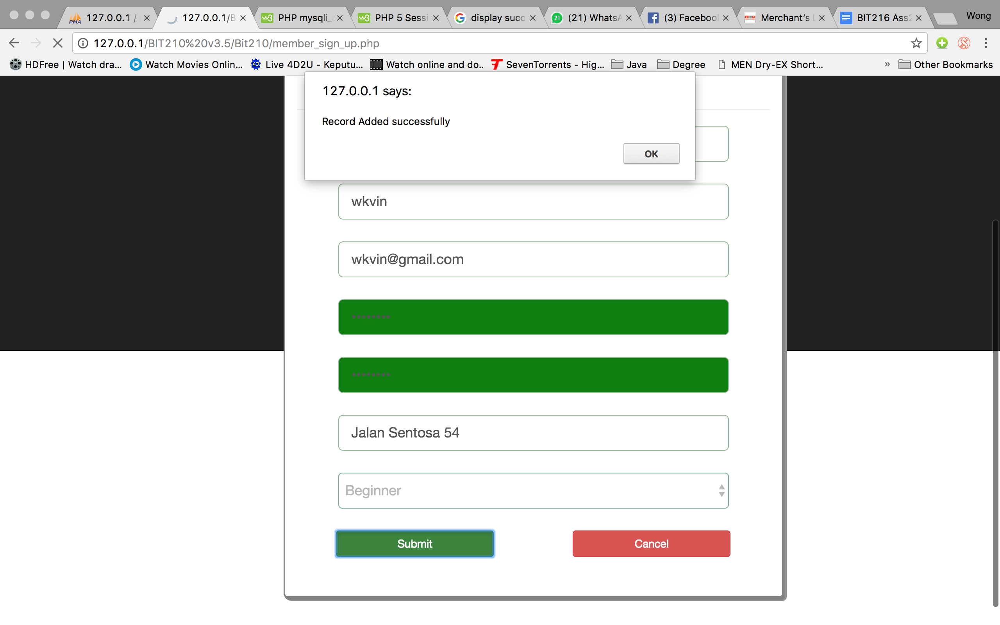 127.0.0.1 / 127.0.0.1/B PHP mysqli_ PHP 5 Sessi display succ 21 (21) WhatsA (3) Facebook Merchant’s L BIT216 Ass2 Wong
127.0.0.1/BIT210%20v3.5/Bit210/member_sign_up.php
HDFree | Watch dra... Watch Movies Onlin... Live 4D2U - Keputu... Watch online and do... SevenTorrents - Hig... Java Degree MEN Dry-EX Short... » Other Bookmarks
127.0.0.1 says:
Record Added successfully
OK
wkvin
wkvin@gmail.com
Jalan Sentosa 54
Beginner
Submit Cancel